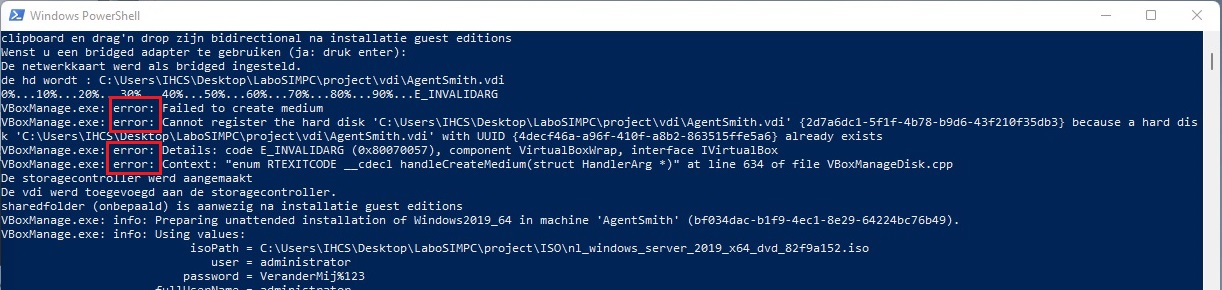 Windows PowerShell
clipboard en drag'n drop zijn bidirectional na installatie guest editions
Wenst u een bridged adapter te gebruiken (ja: druk enter):
De netwerkkaart werd als bridged ingesteld.
de hd wordt : C:\Users\IHCS\Desktop\LaboSIMPC\project\vdi\AgentSmith.vdi
0%...10%...20%...30%...40%...50%...60%...70%...80%...90%...E_INVALIDARG
VBoxManage.exe: error: Failed to create medium
VBoxManage.exe: error: Cannot register the hard disk 'C:\Users\IHCS\Desktop\LaboSIMPC\project\vdi\AgentSmith.vdi' {2d7a6dc1-5f1f-4b78-b9d6-43f210f35db3} because a hard dis
k 'C:\Users\IHCS\Desktop\LaboSIMPC\project\vdi\AgentSmith.vdi' with UUID {4decf46a-a96f-410f-a8b2-863515ffe5a6} already exists
VBoxManage.exe: error: Details: code E_INVALIDARG (0x80070057), component VirtualBoxWrap, interface IVirtualBox
VBoxManage.exe: error: Context: "enum RTEXITCODE __cdecl handleCreateMedium(struct HandlerArg *)" at line 634 of file VBoxManageDisk.cpp
De storagecontroller werd aangemaakt
De vdi werd toegevoegd aan de storagecontroller.
sharedfolder (onbepaald) is aanwezig na installatie guest editions
VBoxManage.exe: info: Preparing unattended installation of Windows2019_64 in machine 'AgentSmith' (bf034dac-b1f9-4ec1-8e29-64224bc76b49).
VBoxManage.exe: info: Using values:
isoPath = C:\Users\IHCS\Desktop\LaboSIMPC\project\ISO\nl_windows_server_2019_x64_dvd_82f9a152.iso
user = administrator
password = VeranderMij%123
fullUserName = administrator